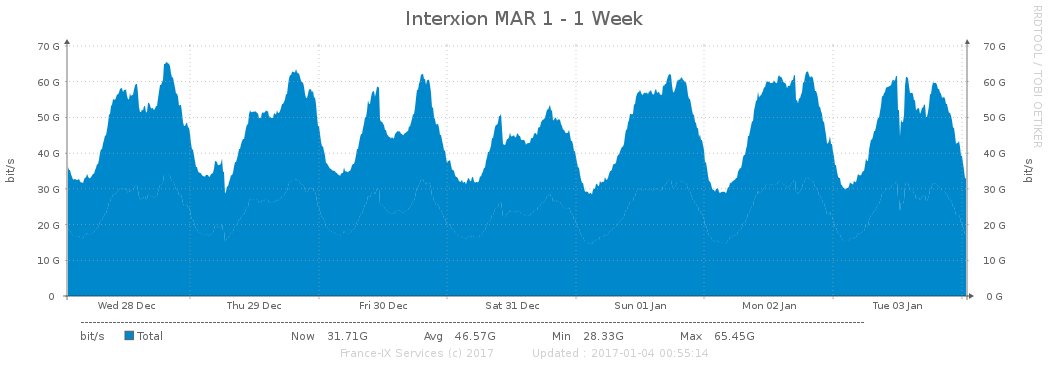 Interxion MAR 1 - 1 Week
RRDTOOL / TOBI OETIKER
bit/s
70 G
60 G
50 G
40 G
30 G
20 G
10 G
0
70 G
60 G
50 G
40 G
30 G
20 G
10 G
0 G
bit/s
Wed 28 Dec Thu 29 Dec Fri 30 Dec Sat 31 Dec Sun 01 Jan Mon 02 Jan Tue 03 Jan
bit/s Total Now 31.71G Avg 46.57G Min 28.33G Max 65.45G
France-IX Services (c) 2017 Updated : 2017-01-04 00:55:14